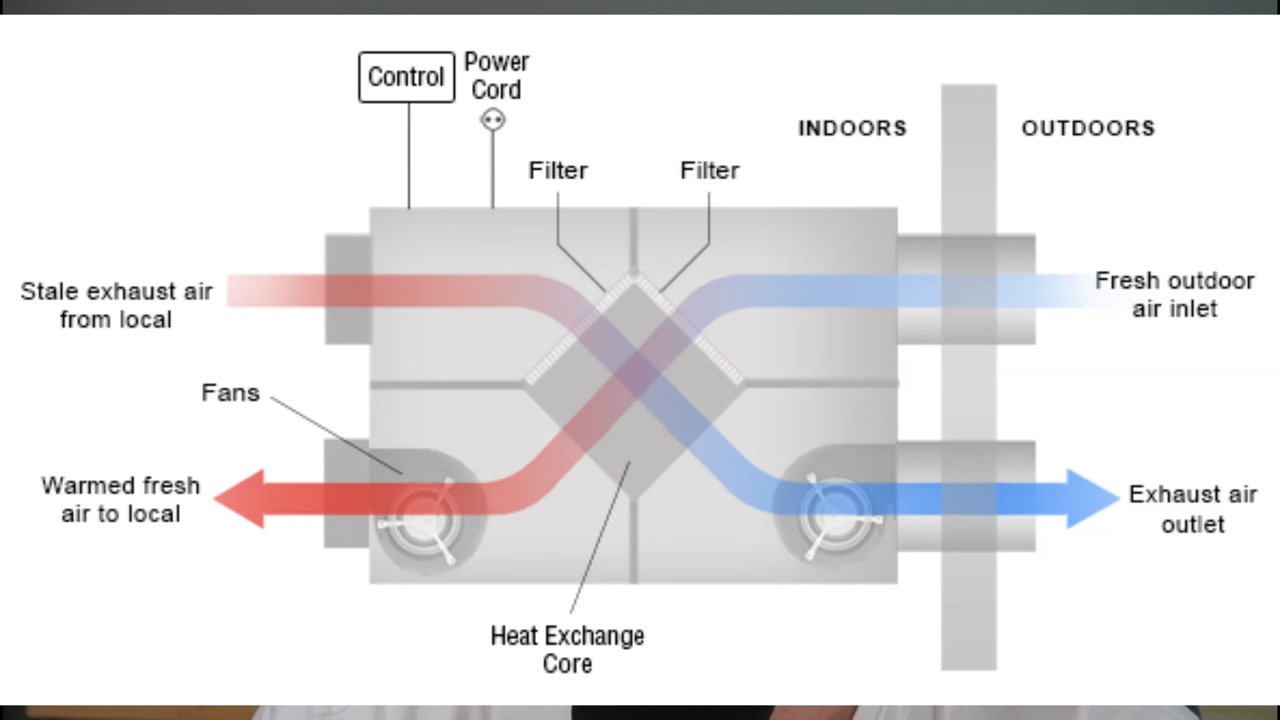 Control
Power
Cord
INDOORS
OUTDOORS
Filter
Filter
Stale exhaust air
from local
Fresh outdoor
air inlet
Fans
Warmed fresh
air to local
Exhaust air
outlet
Heat Exchange
Core